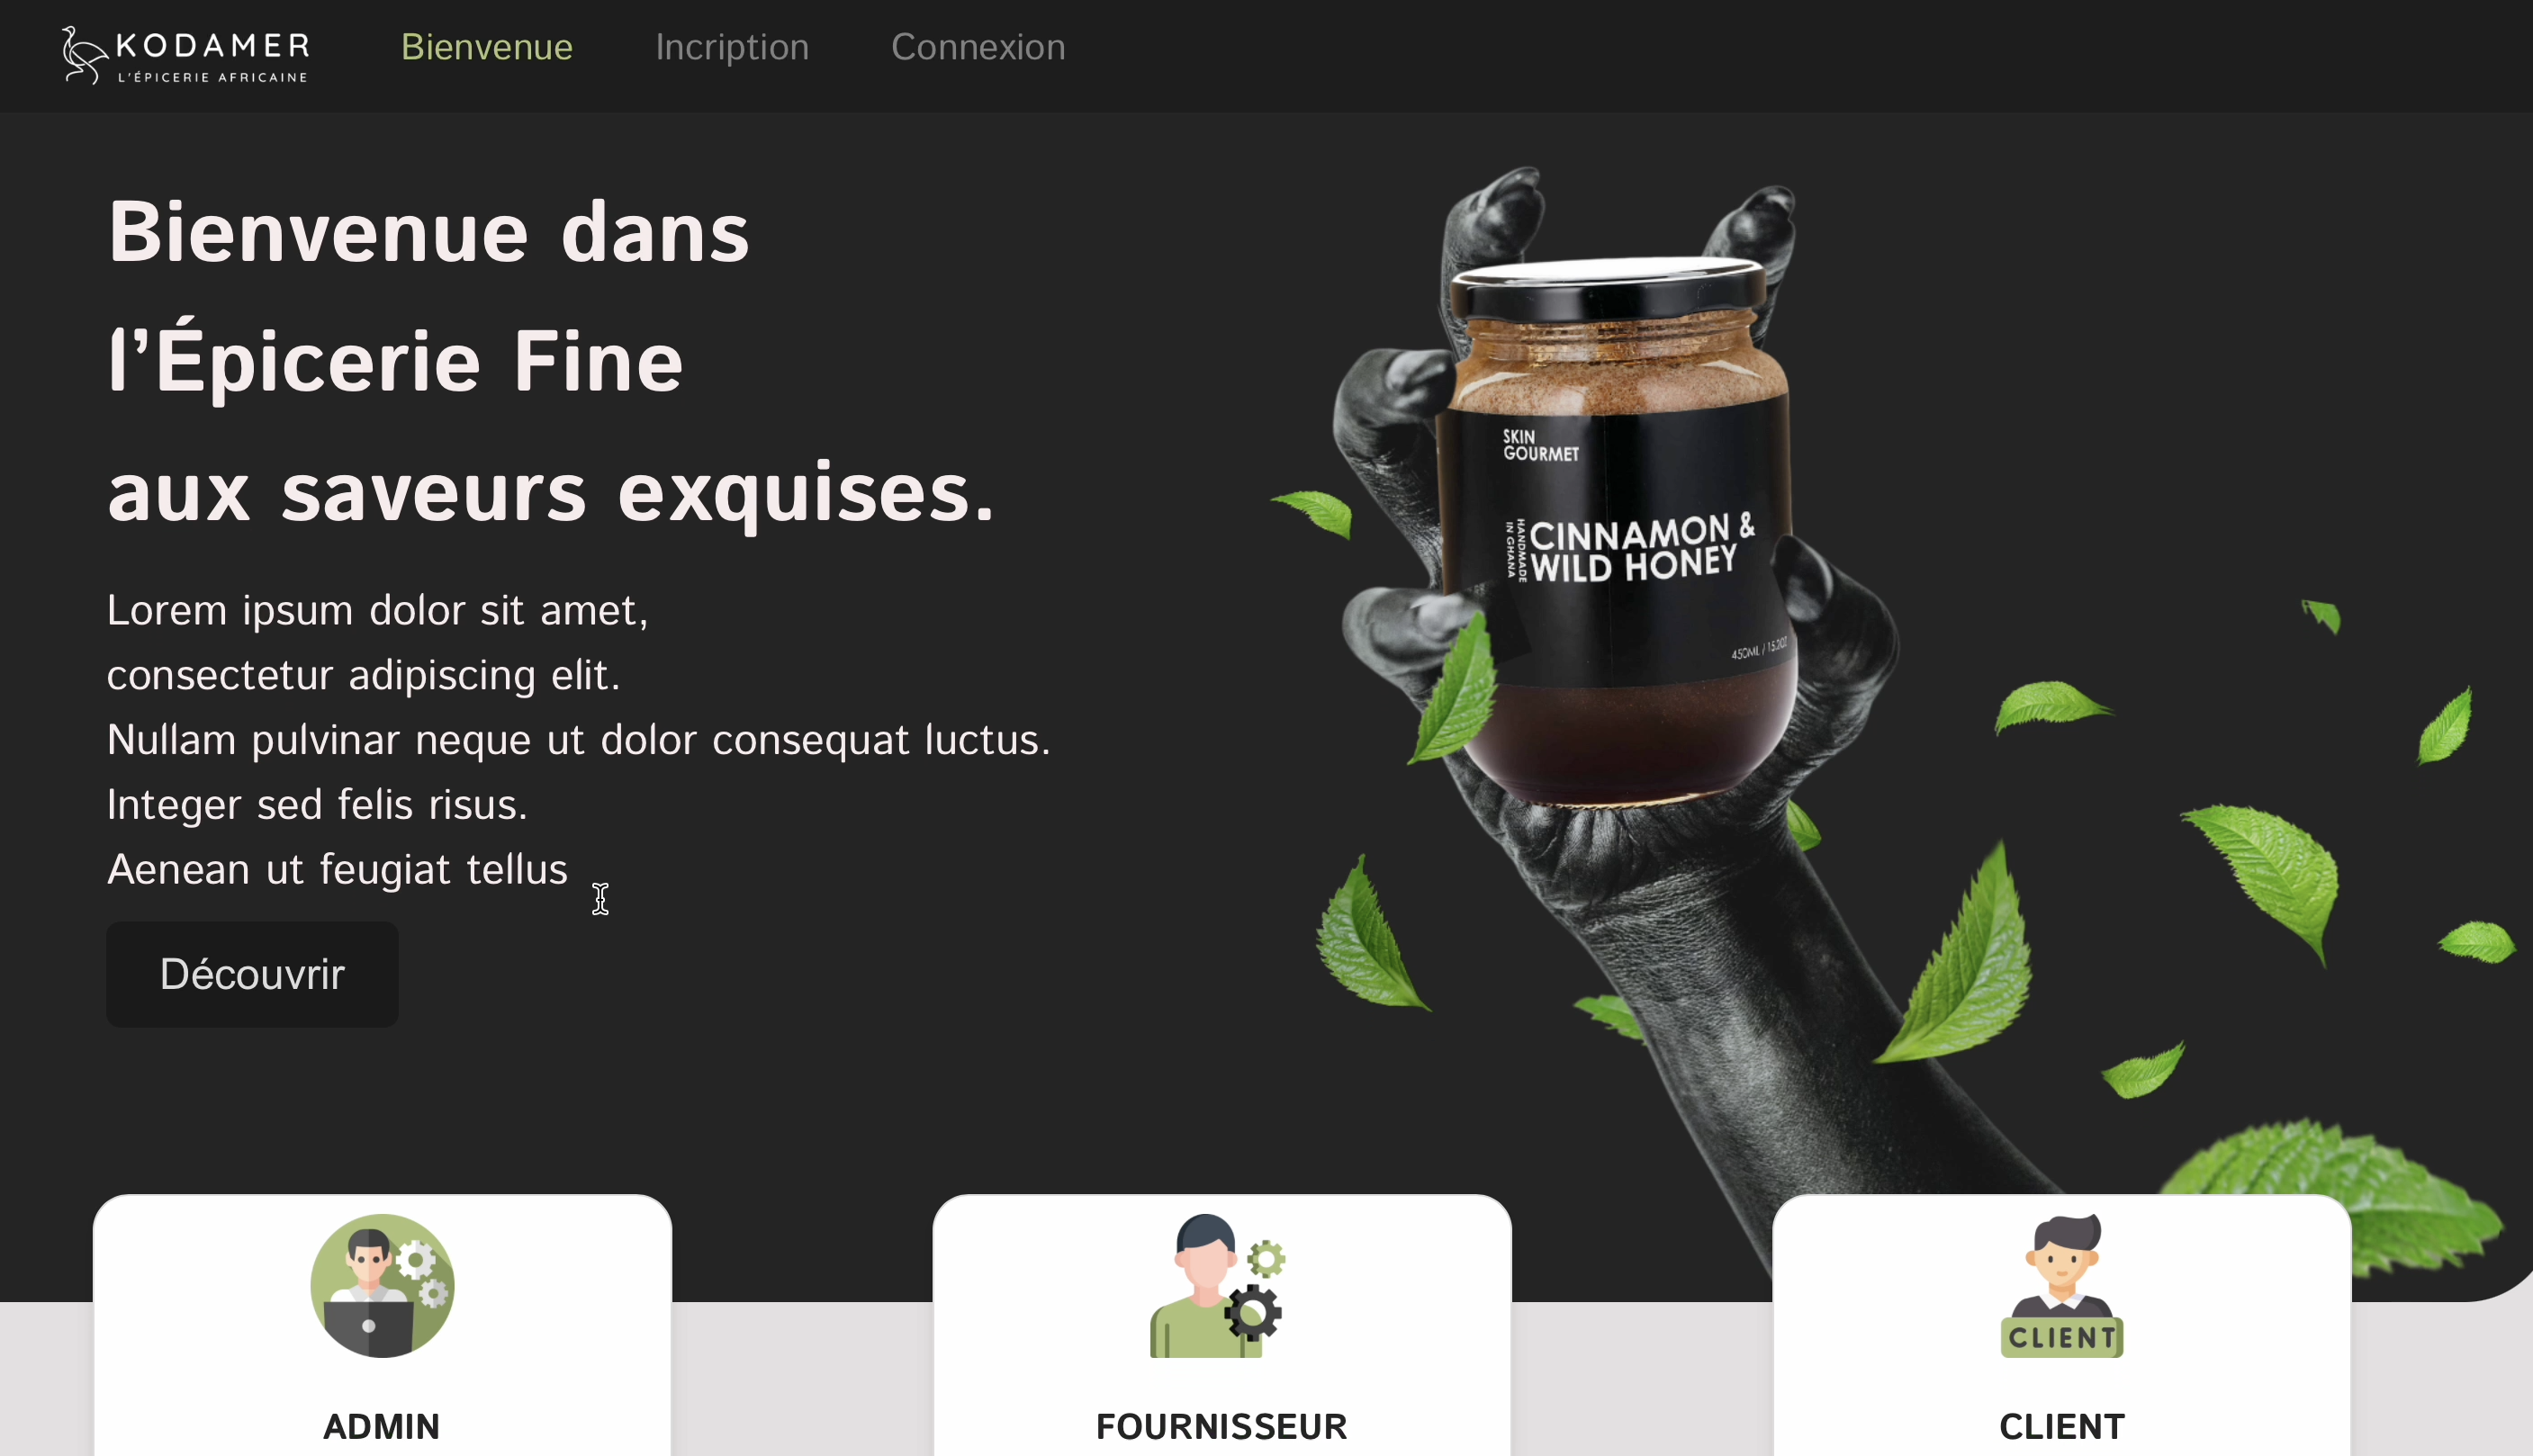 KODAMER
L'ÉPICERIE AFRICAINE
Bienvenue
Incription
Connexion
Bienvenue dans
l'Épicerie Fine
aux saveurs exquises.
Lorem ipsum dolor sit amet,
consectetur adipiscing elit.
Nullam pulvinar neque ut dolor consequat luctus.
Integer sed felis risus.
Aenean ut feugiat tellus
Découvrir
SKIN
GOURMET
HANDMADE
IN GHANA
CINNAMON &
WILD HONEY
450ML / 15.2OZ
CLIENT
ADMIN
FOURNISSEUR
CLIENT